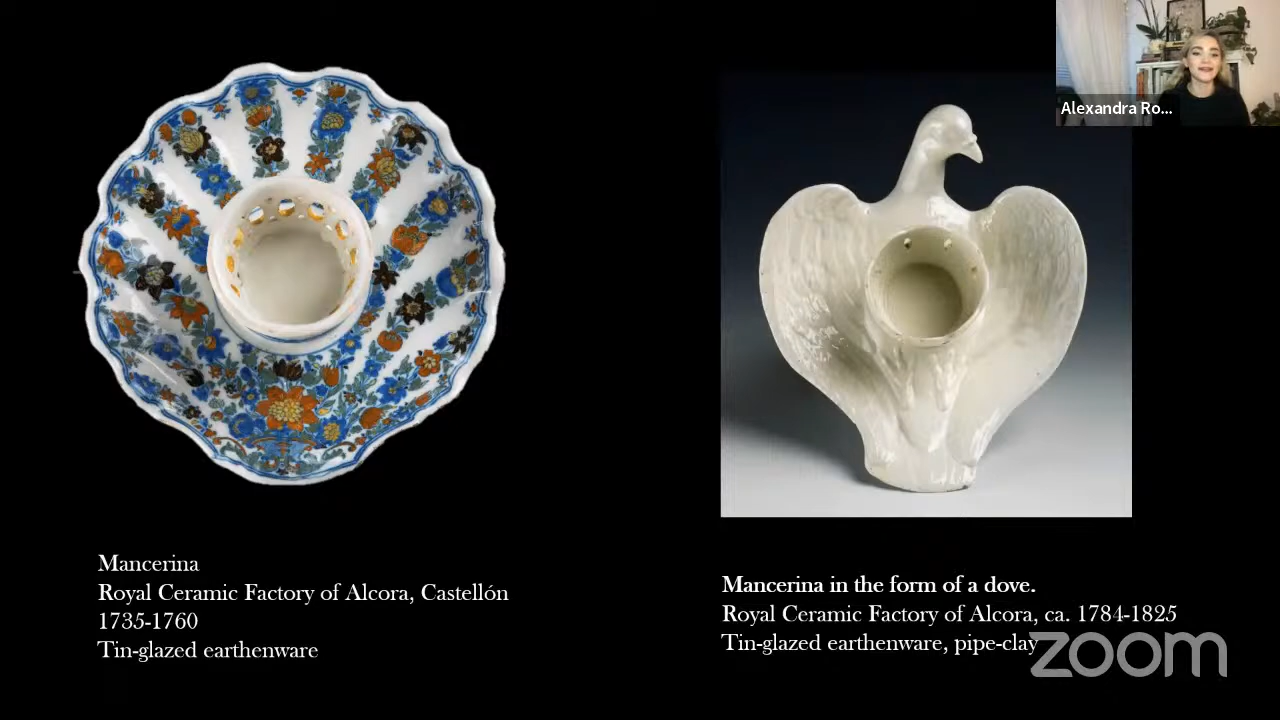 Alexandra Ro...
Mancerina
Royal Ceramic Factory of Alcora, Castellón
1735-1760
Tin-glazed earthenware
Mancerina in the form of a dove.
Royal Ceramic Factory of Alcora, ca. 1784-1825
Tin-glazed earthenware, pipe-clay
zoom